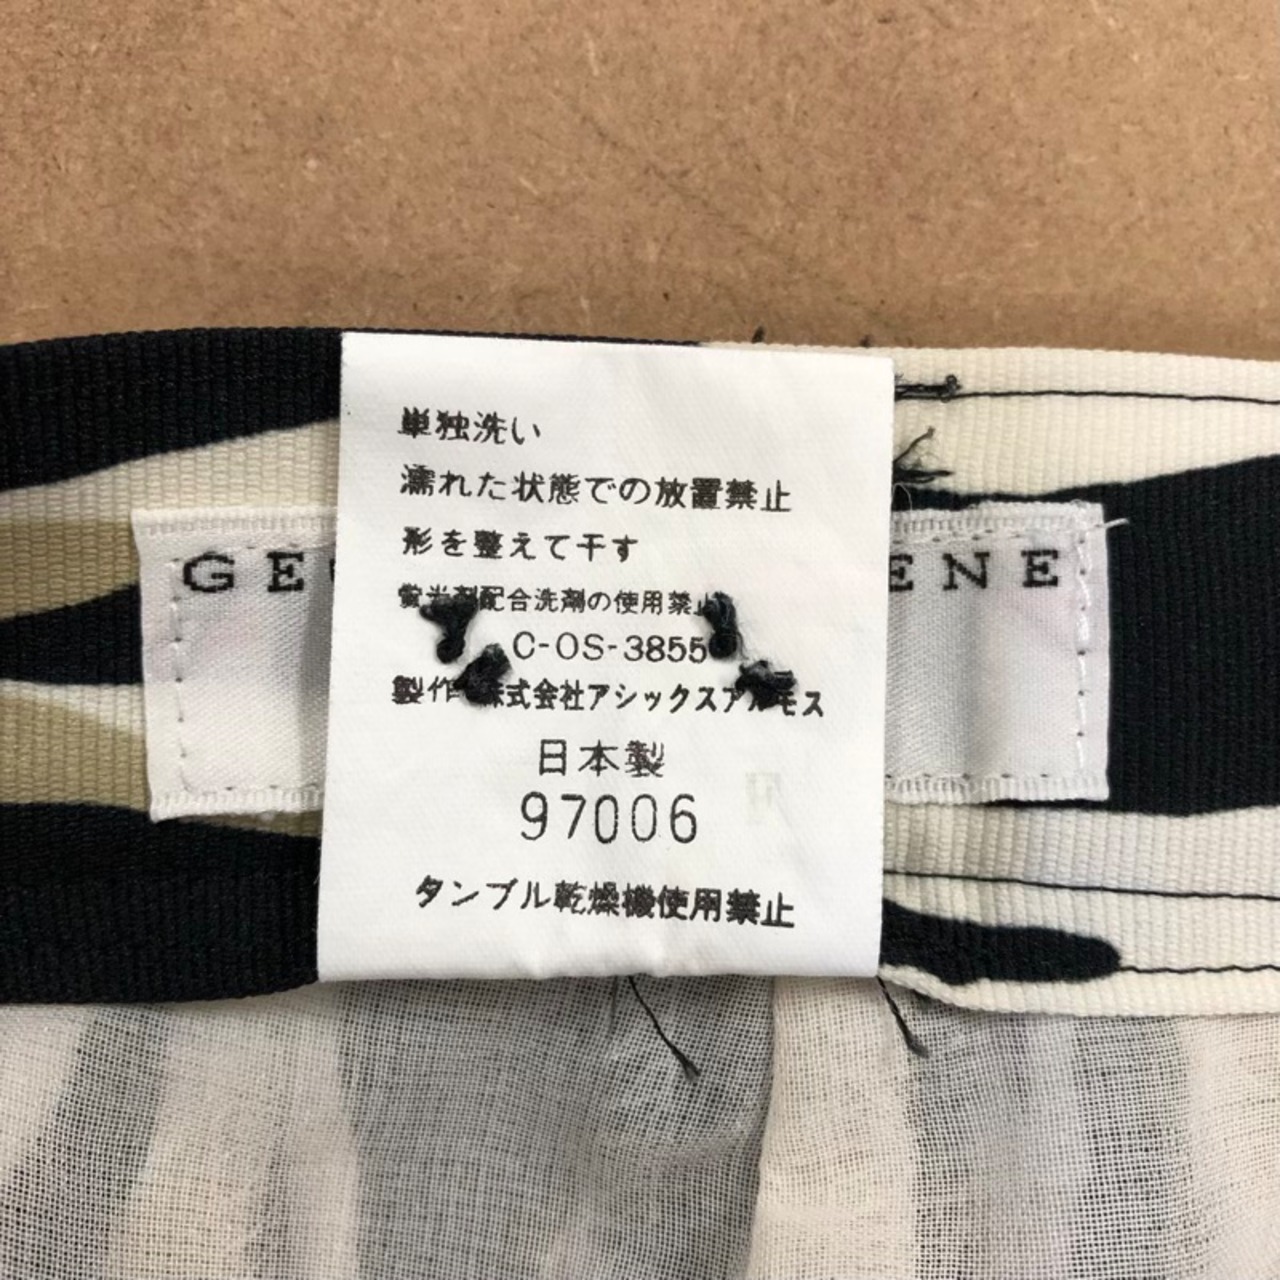 単独洗い
濡れた状態での放置禁止
形を整えて干す
蛍光剤配合洗剤の使用禁止
C-OS-3855
製作 株式会社アシックスアルモス
日本製
97006
タンブル乾燥機使用禁止
GE ENE